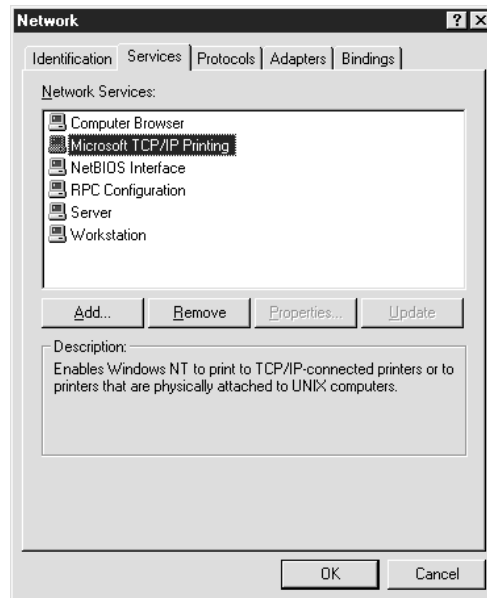 Network ? X
Identification Services Protocols Adapters Bindings
Network Services:
Computer Browser
Microsoft TCP/IP Printing
NetBIOS Interface
RPC Configuration
Server
Workstation
Add... Remove Properties... Update
Description:
Enables Windows NT to print to TCP/IP-connected printers or to
printers that are physically attached to UNIX computers.
OK Cancel